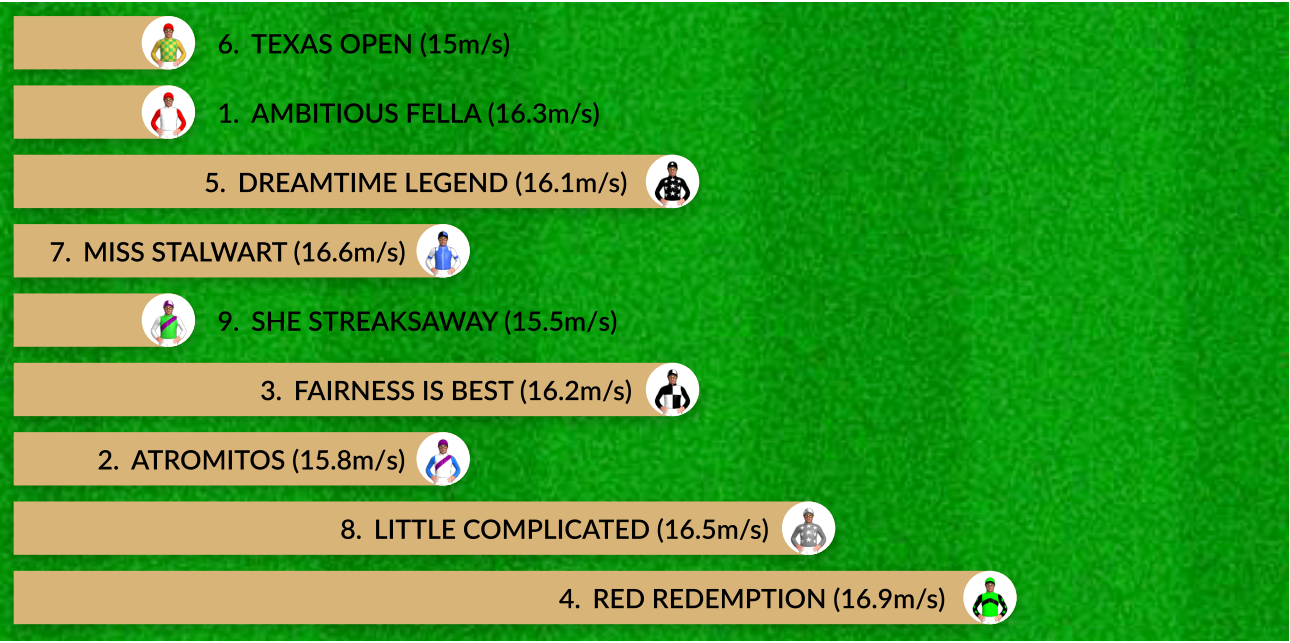 6. TEXAS OPEN (15m/s)
1. AMBITIOUS FELLA (16.3m/s)
5. DREAMTIME LEGEND (16.1m/s)
7. MISS STALWART (16.6m/s)
9. SHE STREAKSAWAY (15.5m/s)
3. FAIRNESS IS BEST (16.2m/s)
2. ATROMITOS (15.8m/s)
8. LITTLE COMPLICATED (16.5m/s)
4. RED REDEMPTION (16.9m/s)